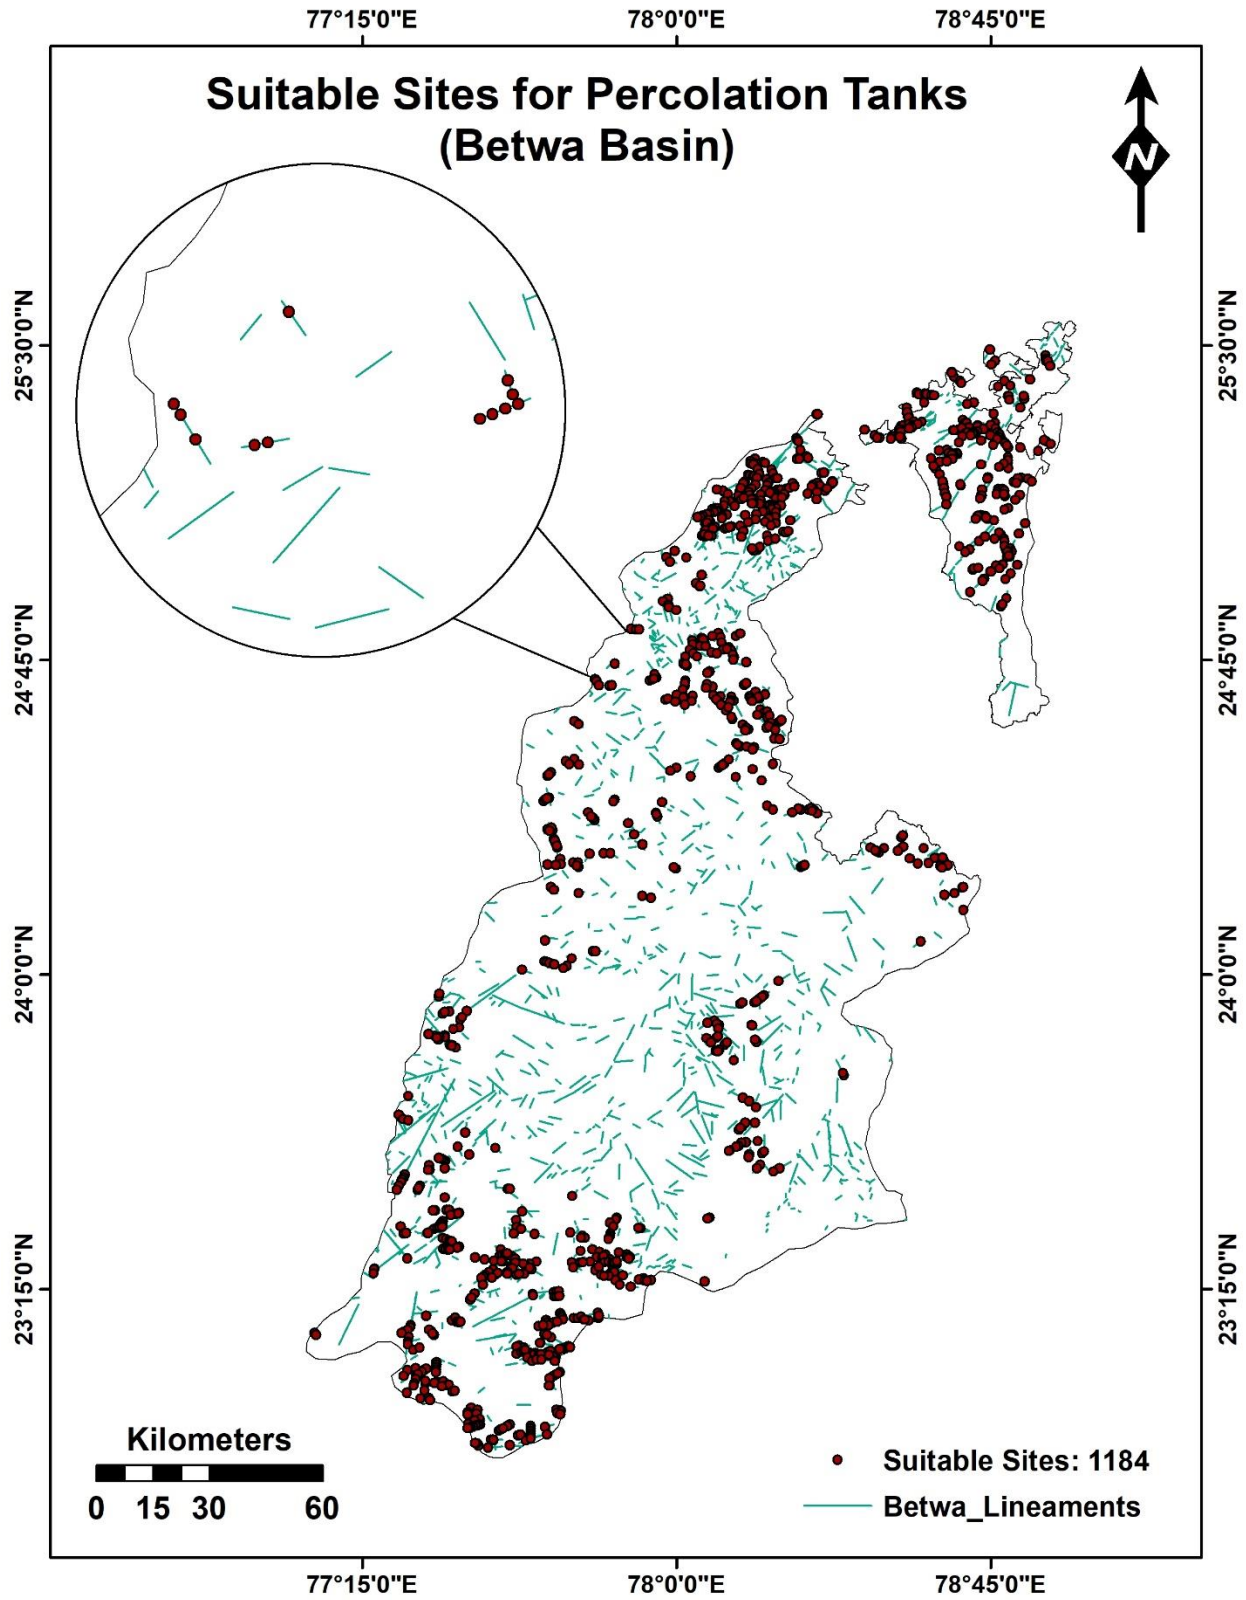 77°15'0"E 78°0'0"E 78°45'0"E
Suitable Sites for Percolation Tanks
(Betwa Basin)
N
25°30'0"N 25°30'0"N
24°45'0"N 24°45'0"N
24°0'0"N 24°0'0"N
23°15'0"N 23°15'0"N
Kilometers
0 15 30 60
Suitable Sites: 1184
Betwa_Lineaments
77°15'0"E 78°0'0"E 78°45'0"E